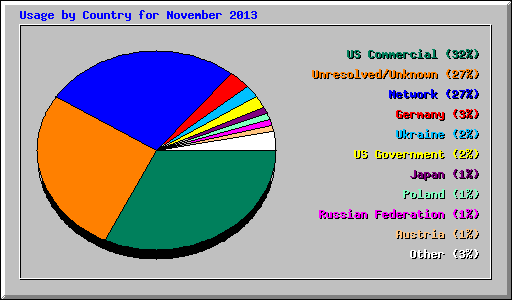 Usage by Country for November 2013
US Commercial (32%)
Unresolved/Unknown (27%)
Network (27%)
Germany (3%)
Ukraine (2%)
US Government (2%)
Japan (1%)
Poland (1%)
Russian Federation (1%)
Austria (1%)
Other (3%)